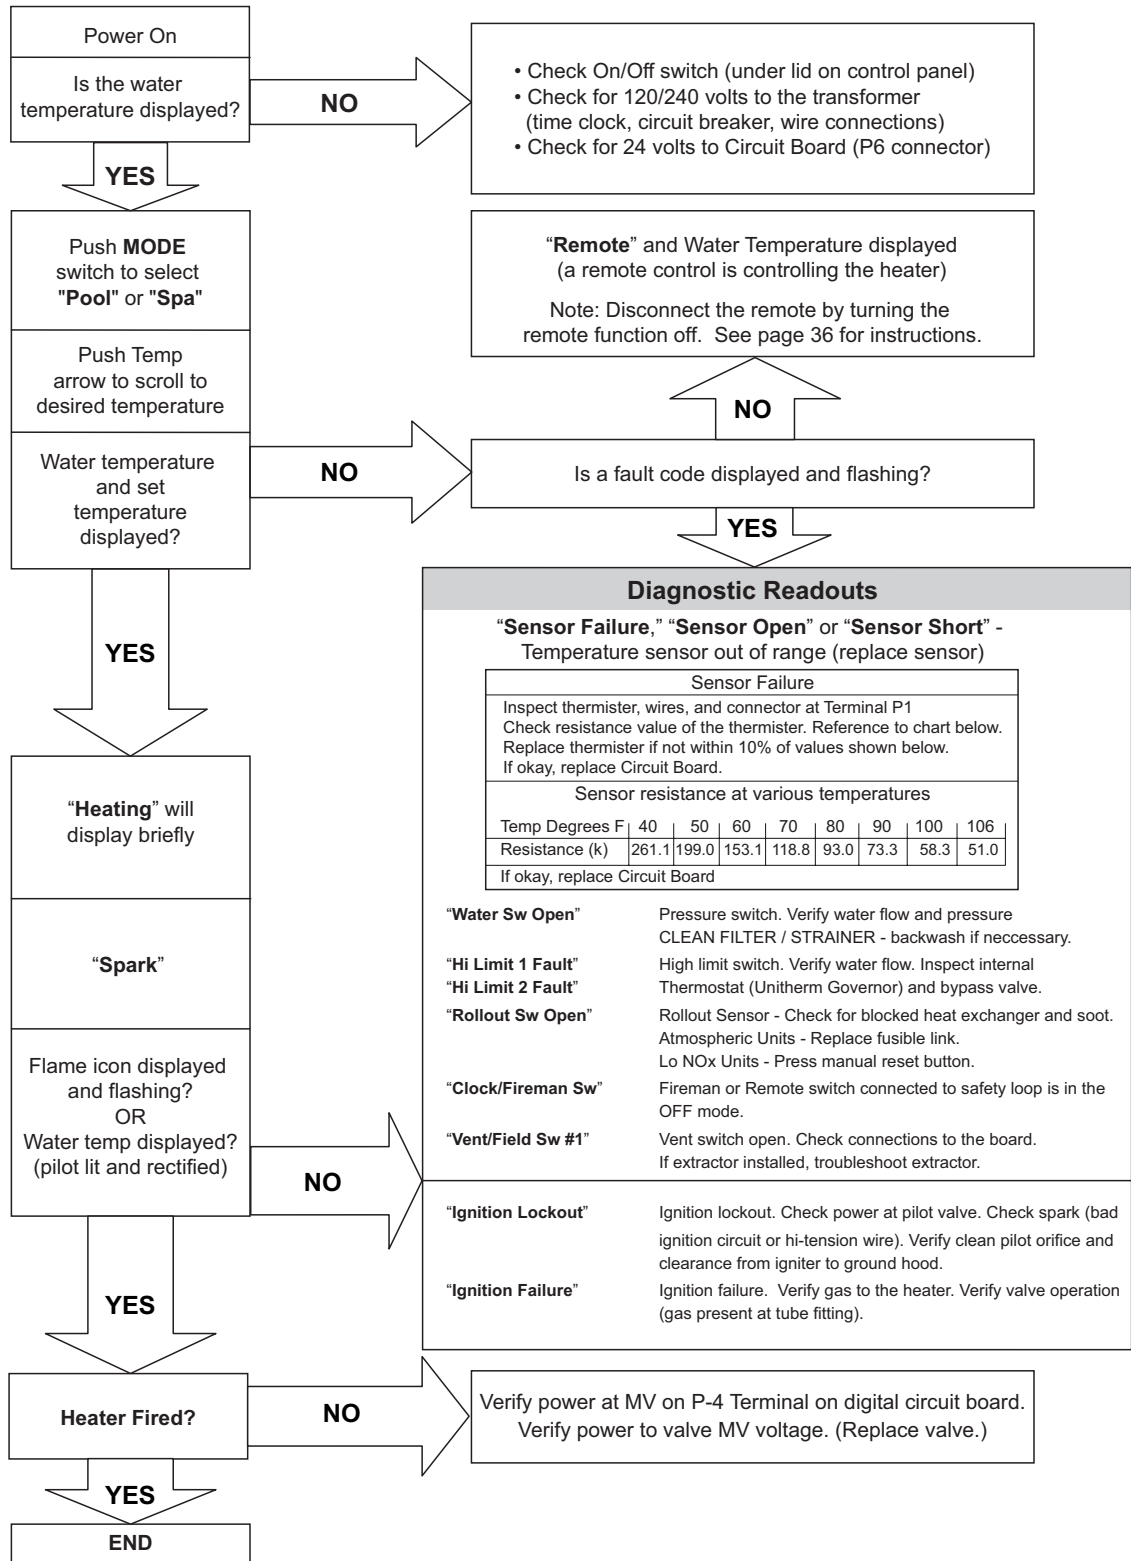 Power On
Is the water
temperature displayed?
NO
• Check On/Off switch (under lid on control panel)
• Check for 120/240 volts to the transformer
(time clock, circuit breaker, wire connections)
• Check for 24 volts to Circuit Board (P6 connector)
YES
Push MODE
switch to select
"Pool" or "Spa"
Push Temp
arrow to scroll to
desired temperature
Water temperature
and set
temperature
displayed?
NO
Is a fault code displayed and flashing?
NO
“Remote” and Water Temperature displayed
(a remote control is controlling the heater)
Note: Disconnect the remote by turning the
remote function off. See page 36 for instructions.
YES
Diagnostic Readouts
“Sensor Failure,” “Sensor Open” or “Sensor Short” -
Temperature sensor out of range (replace sensor)
Sensor Failure
Inspect thermister, wires, and connector at Terminal P1
Check resistance value of the thermister. Reference to chart below.
Replace thermister if not within 10% of values shown below.
If okay, replace Circuit Board.
Sensor resistance at various temperatures
Temp Degrees F 40 50 60 70 80 90 100 106
Resistance (k) 261.1 199.0 153.1 118.8 93.0 73.3 58.3 51.0
If okay, replace Circuit Board
“Water Sw Open” Pressure switch. Verify water flow and pressure
CLEAN FILTER / STRAINER - backwash if neccessary.
“Hi Limit 1 Fault” High limit switch. Verify water flow. Inspect internal
“Hi Limit 2 Fault” Thermostat (Unitherm Governor) and bypass valve.
“Rollout Sw Open” Rollout Sensor - Check for blocked heat exchanger and soot.
Atmospheric Units - Replace fusible link.
Lo NOx Units - Press manual reset button.
“Clock/Fireman Sw” Fireman or Remote switch connected to safety loop is in the
OFF mode.
“Vent/Field Sw #1” Vent switch open. Check connections to the board.
If extractor installed, troubleshoot extractor.
“Ignition Lockout” Ignition lockout. Check power at pilot valve. Check spark (bad
ignition circuit or hi-tension wire). Verify clean pilot orifice and
clearance from igniter to ground hood.
“Ignition Failure” Ignition failure. Verify gas to the heater. Verify valve operation
(gas present at tube fitting).
YES
“Heating” will
display briefly
“Spark”
Flame icon displayed
and flashing?
OR
Water temp displayed?
(pilot lit and rectified)
NO
YES
Heater Fired?
NO
Verify power at MV on P-4 Terminal on digital circuit board.
Verify power to valve MV voltage. (Replace valve.)
YES
END